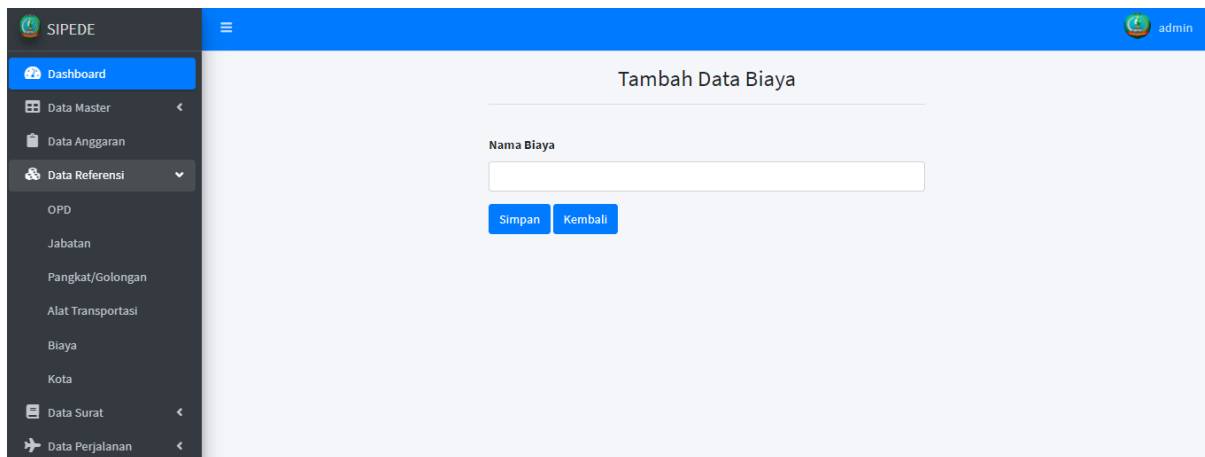 SIPEDE
admin
Dashboard
Data Master
Data Anggaran
Data Referensi
OPD
Jabatan
Pangkat/Golongan
Alat Transportasi
Biaya
Kota
Data Surat
Data Perjalanan
Tambah Data Biaya
Nama Biaya
Simpan Kembali